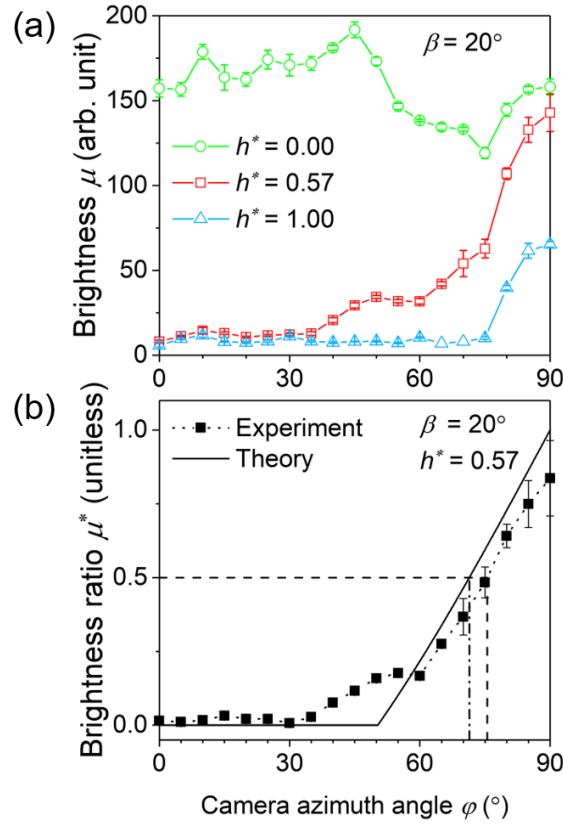 (a)
200
150
100
50
0
Brightness μ (arb. unit)
β = 20°
h* = 0.00
h* = 0.57
h* = 1.00
0 30 60 90
(b)
1.0
0.5
0.0
Brightness ratio μ* (unitless)
Experiment
Theory
β = 20°
h* = 0.57
0 30 60 90
Camera azimuth angle φ (°)